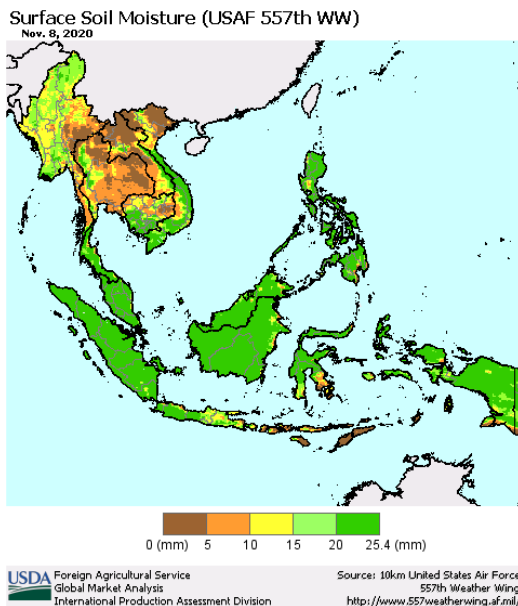 Surface Soil Moisture (USAF 557th WW)
Nov. 8, 2020
0 (mm) 5 10 15 20 25.4 (mm)
USDA Foreign Agricultural Service
Global Market Analysis
International Production Assessment Division
Source: 10km United States Air Force
557th Weather Wing
http://www.557weatherwing.af.mil/